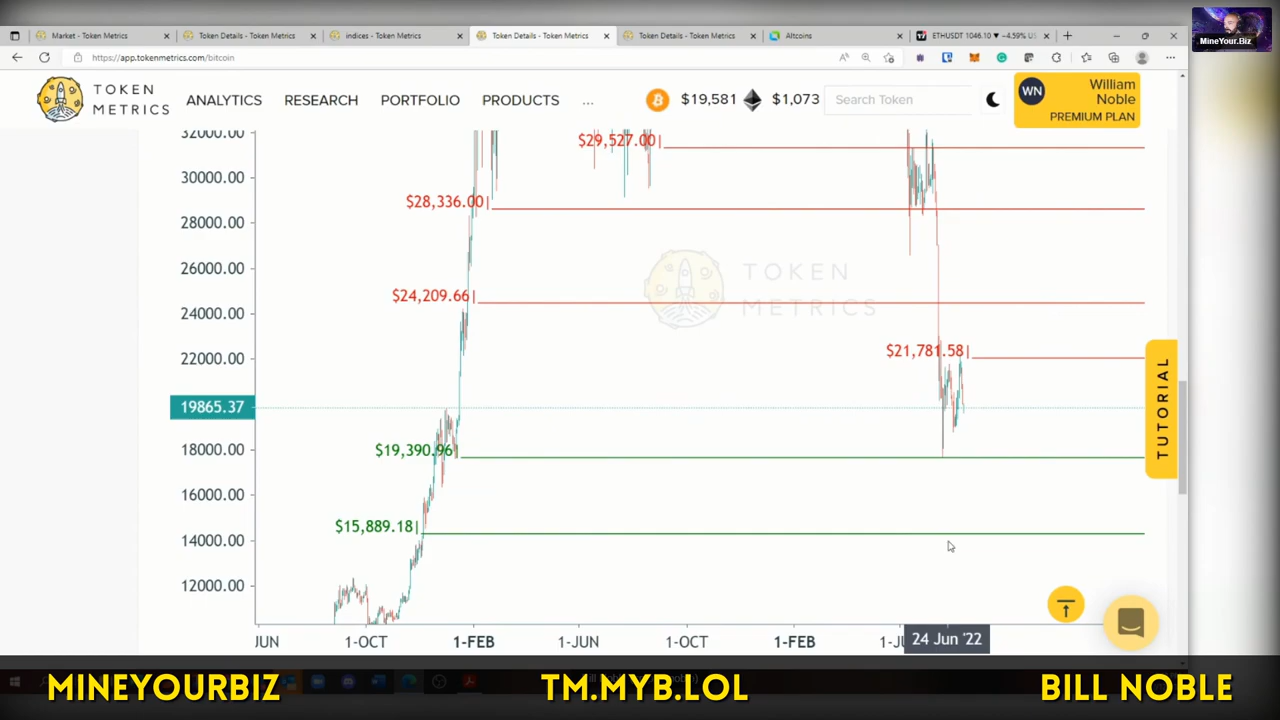 MineYour.Biz
Market - Token Metrics
Token Details - Token Metrics
indices - Token Metrics
Token Details - Token Metrics
Token Details - Token Metrics
Altcoins
ETHUSDT 1046.10 ▼ −4.59% US
https://app.tokenmetrics.com/bitcoin
TOKEN METRICS
ANALYTICS
RESEARCH
PORTFOLIO
PRODUCTS
...
$19,581
$1,073
Search Token
WN
William Noble
PREMIUM PLAN
32000.00
30000.00
28000.00
26000.00
24000.00
22000.00
19865.37
18000.00
16000.00
14000.00
12000.00
$29,527.00
$28,336.00
$24,209.66
$21,781.58
$19,390.96
$15,889.18
TOKEN METRICS
TUTORIAL
JUN
1-OCT
1-FEB
1-JUN
1-OCT
1-FEB
24 Jun '22
MINEYOURBIZ
TM.MYB.LOL
BILL NOBLE